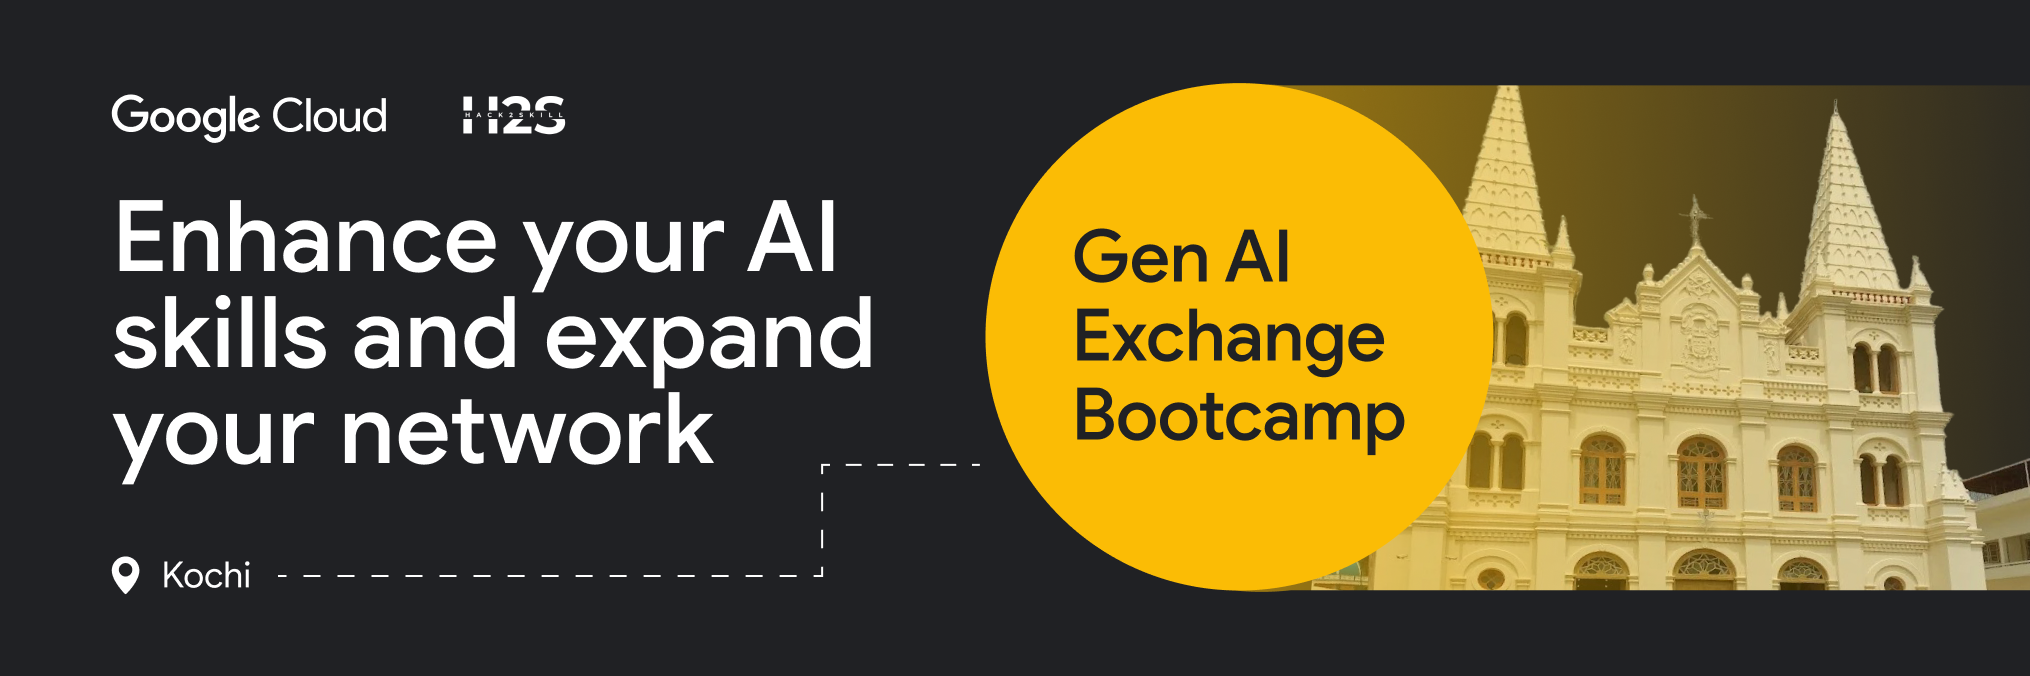 Google Cloud
H2S
HACK2SKILL
Enhance your AI
skills and expand
your network
Kochi
Gen AI
Exchange
Bootcamp